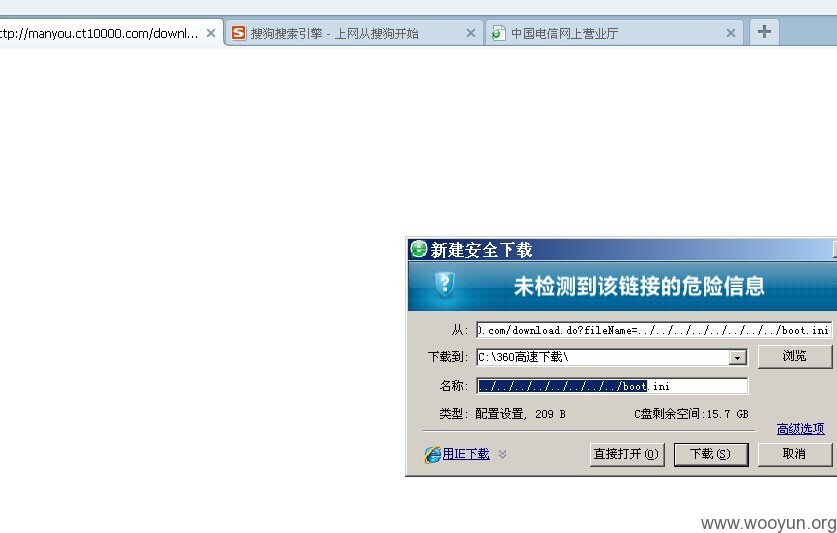 ttp://manyou.ct10000.com/downl...
搜狗搜索引擎 - 上网从搜狗开始
中国电信网上营业厅
新建安全下载
未检测到该链接的危险信息
从: ).com/download.do?fileName=../../../../../../../../../boot.ini
下载到: C:\360高速下载\ 浏览
名称: ../../../../../../../../../boot.ini
类型: 配置设置, 209 B C盘剩余空间:15.7 GB
高级选项
用IE下载 直接打开(O) 下载(S) 取消
www.wooyun.org